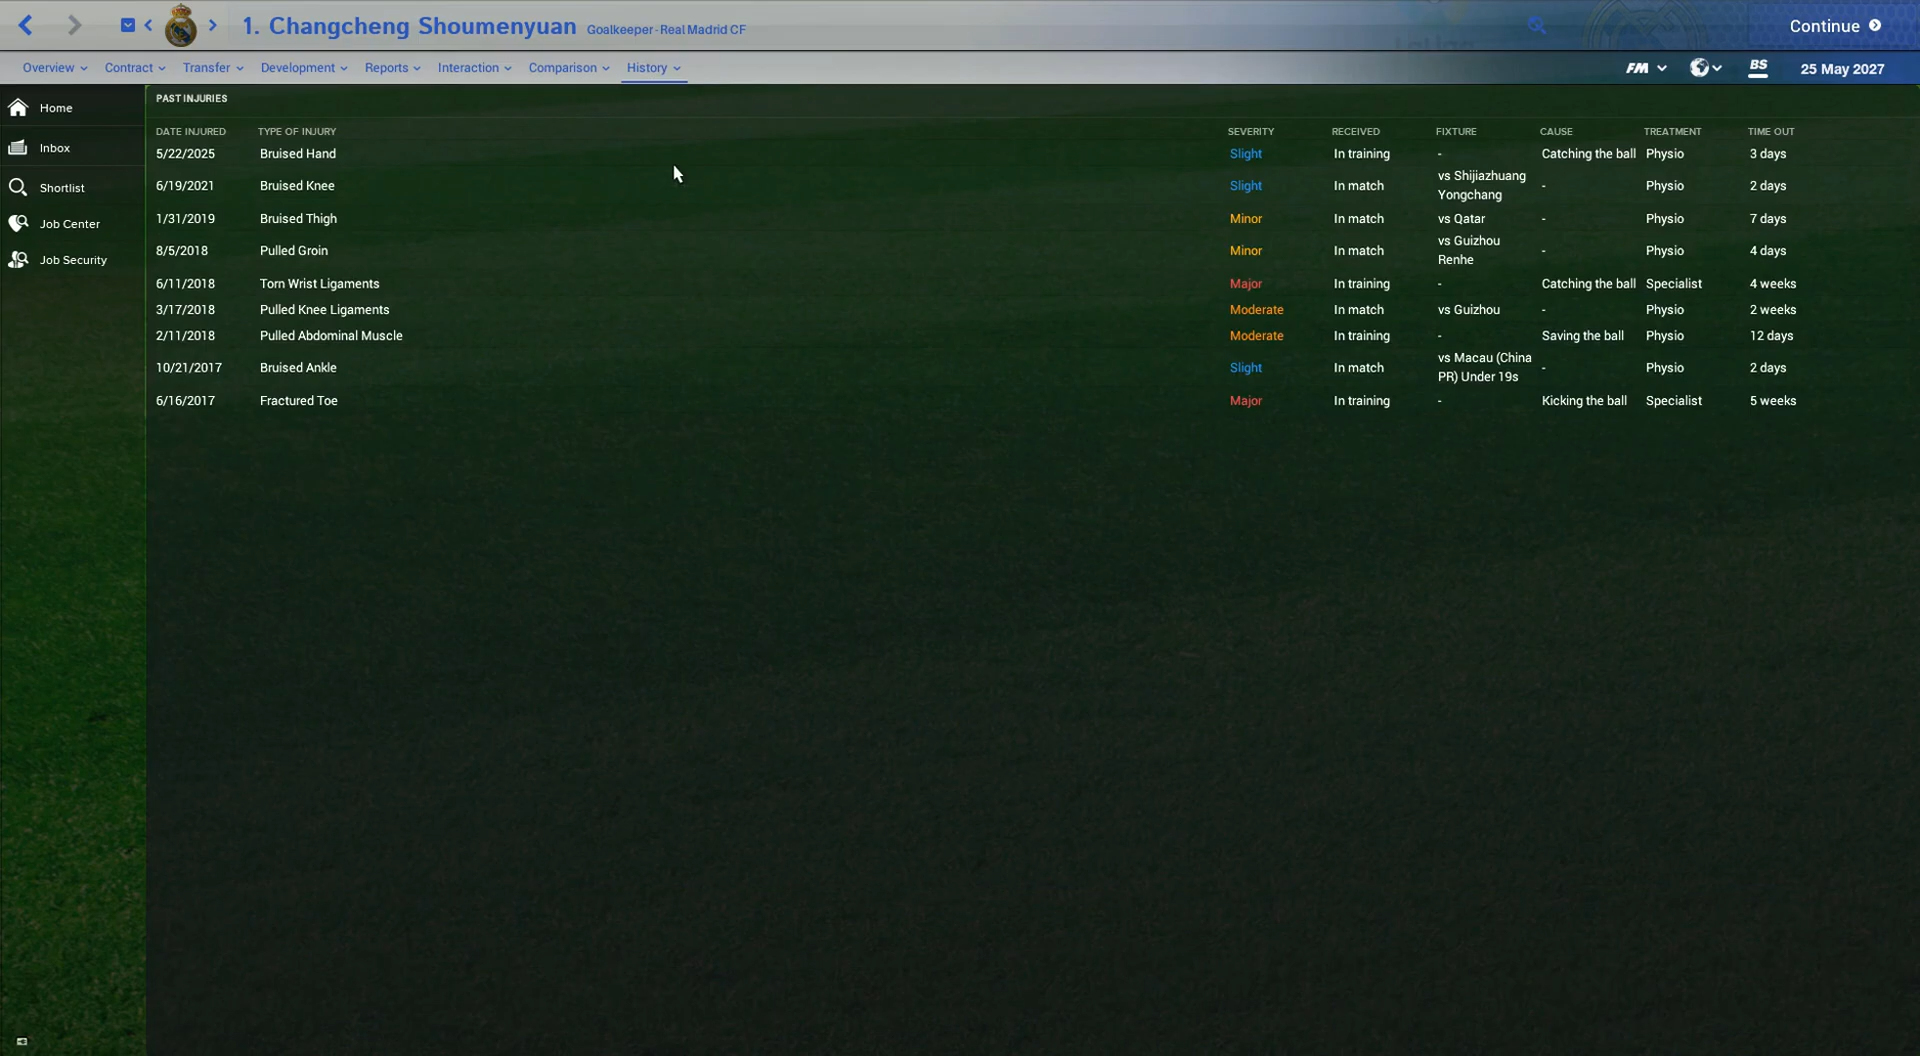 1. Changcheng Shoumenyuan Goalkeeper - Real Madrid CF Continue
Overview Contract Transfer Development Reports Interaction Comparison History FM BS 25 May 2027
Home
Inbox
Shortlist
Job Center
Job Security
PAST INJURIES
DATE INJURED TYPE OF INJURY SEVERITY RECEIVED FIXTURE CAUSE TREATMENT TIME OUT
5/22/2025 Bruised Hand Slight In training - Catching the ball Physio 3 days
6/19/2021 Bruised Knee Slight In match vs Shijiazhuang Yongchang - Physio 2 days
1/31/2019 Bruised Thigh Minor In match vs Qatar - Physio 7 days
8/5/2018 Pulled Groin Minor In match vs Guizhou Renhe - Physio 4 days
6/11/2018 Torn Wrist Ligaments Major In training - Catching the ball Specialist 4 weeks
3/17/2018 Pulled Knee Ligaments Moderate In match vs Guizhou - Physio 2 weeks
2/11/2018 Pulled Abdominal Muscle Moderate In training - Saving the ball Physio 12 days
10/21/2017 Bruised Ankle Slight In match vs Macau (China PR) Under 19s - Physio 2 days
6/16/2017 Fractured Toe Major In training - Kicking the ball Specialist 5 weeks